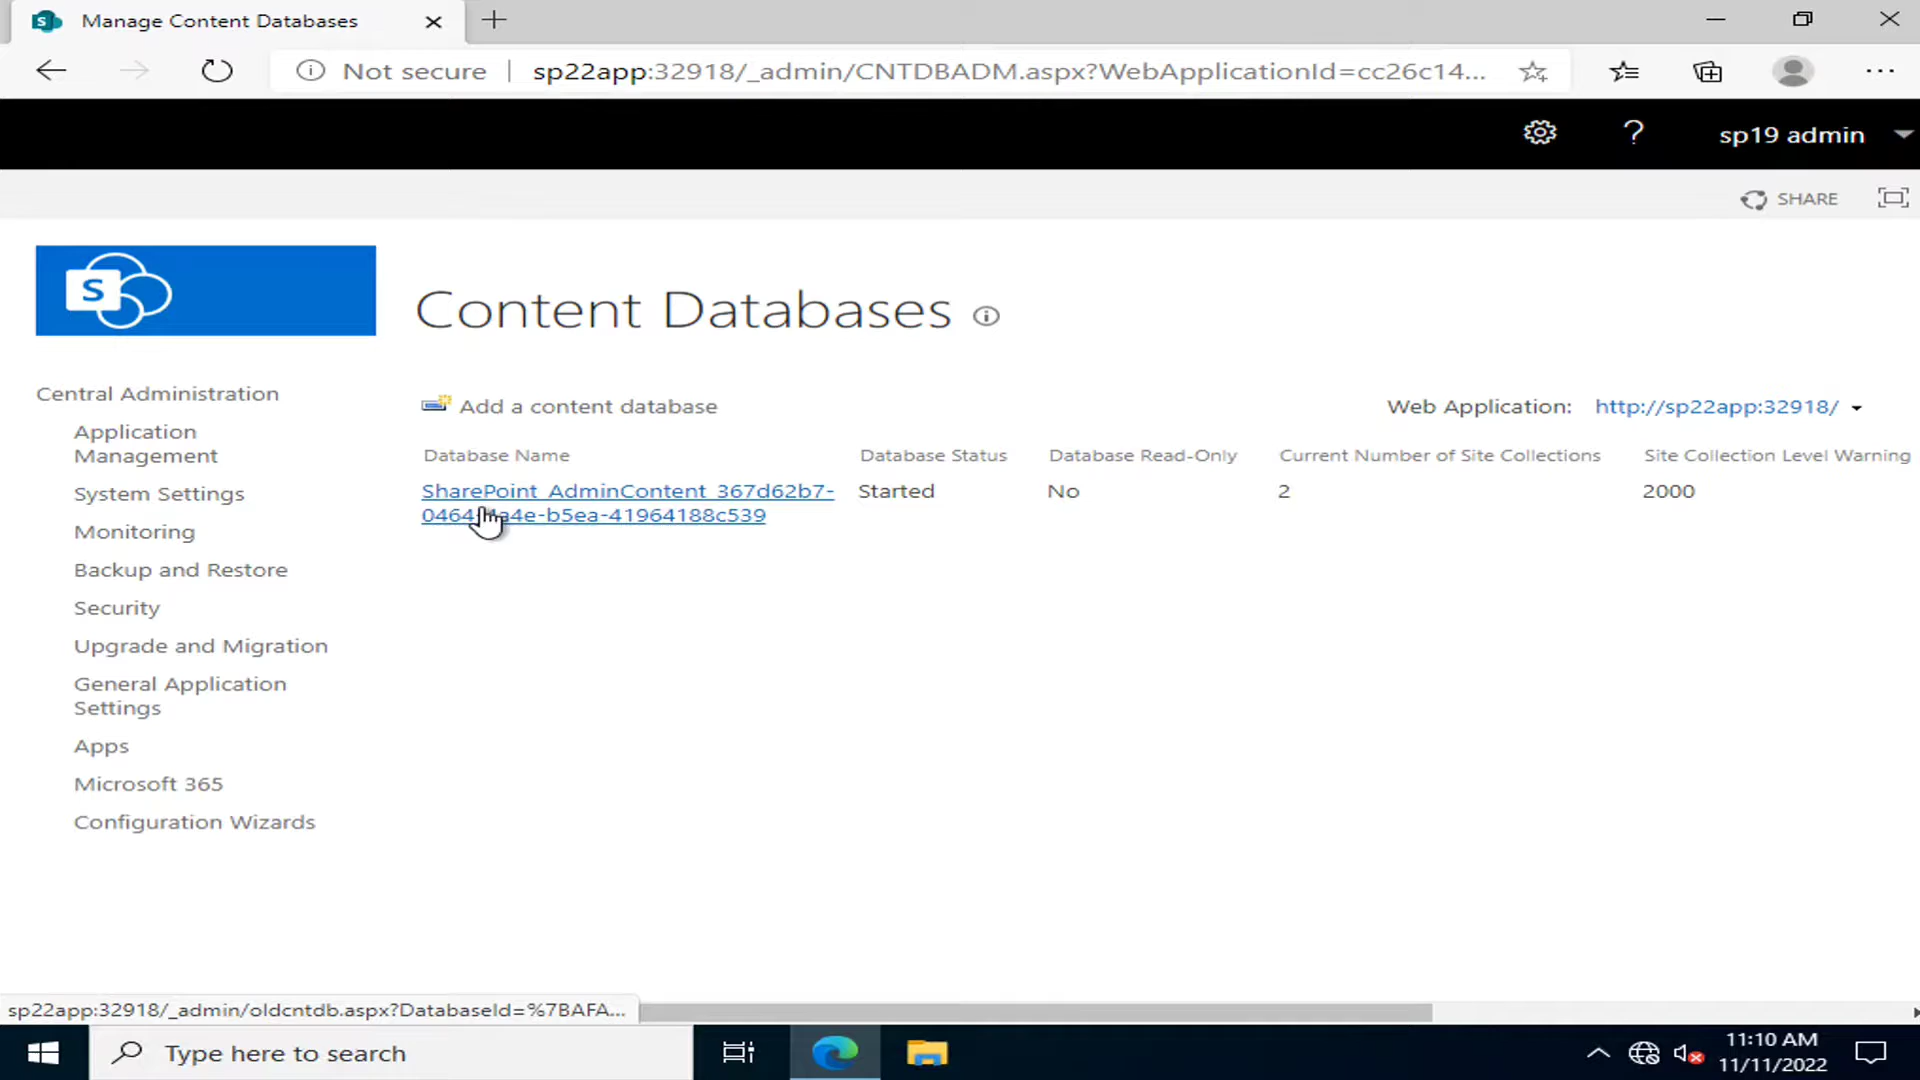 Manage Content Databases
Not secure | sp22app:32918/_admin/CNTDBADM.aspx?WebApplicationId=cc26c14...
? sp19 admin
SHARE
S
Content Databases
Central Administration
Application
Management
System Settings
Monitoring
Backup and Restore
Security
Upgrade and Migration
General Application
Settings
Apps
Microsoft 365
Configuration Wizards
Add a content database
Web Application: http://sp22app:32918/
Database Name Database Status Database Read-Only Current Number of Site Collections Site Collection Level Warning
SharePoint_AdminContent_367d62b7- Started No 2 2000
a4e-b5ea-41964188c539
sp22app:32918/_admin/oldcntdb.aspx?DatabaseId=%7BAFA...
Type here to search
11:10 AM
11/11/2022